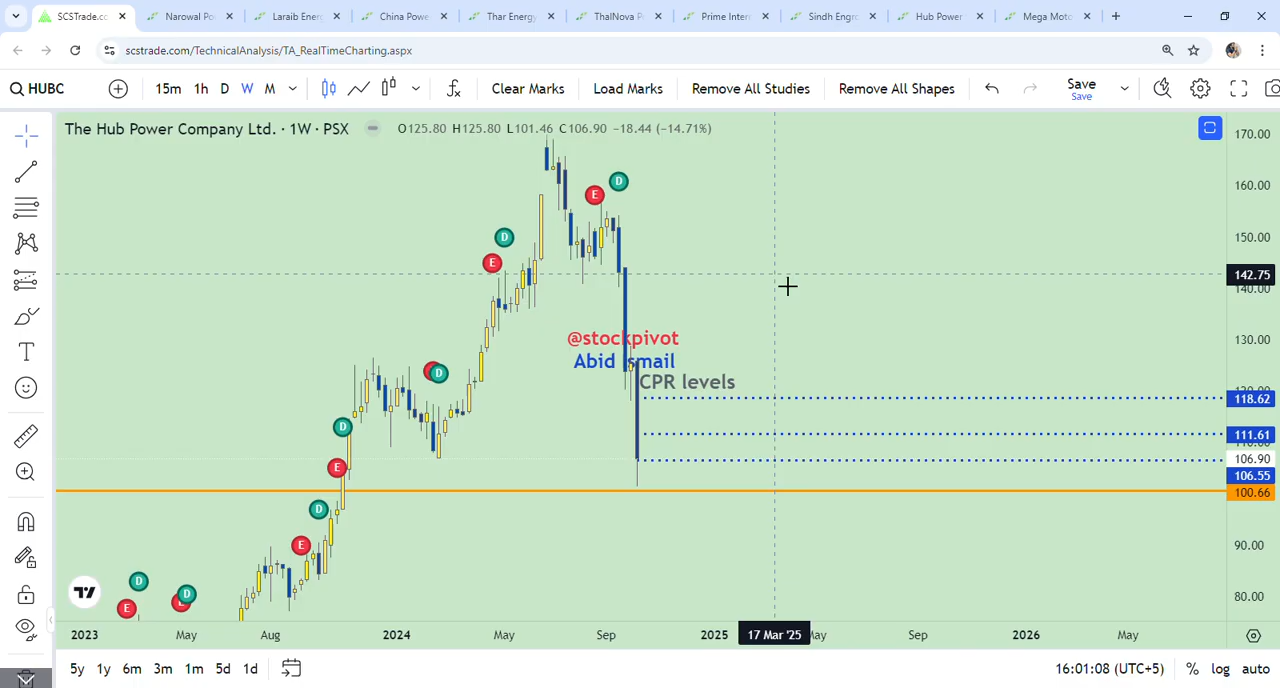 SCSTrade.co
Narowal Po
Laraib Ener
China Powe
Thar Energy
ThalNova P
Prime Inter
Sindh Engr
Hub Power
Mega Moto
scstrade.com/TechnicalAnalysis/TA_RealTimeCharting.aspx
HUBC
15m 1h D W M
Clear Marks
Load Marks
Remove All Studies
Remove All Shapes
Save
Save
The Hub Power Company Ltd. · 1W · PSX
O125.80 H125.80 L101.46 C106.90 −18.44 (−14.71%)
170.00
160.00
150.00
142.75
140.00
130.00
118.62
111.61
106.90
106.55
100.66
90.00
80.00
E D
E D
D
D
E
D
E
D
E
D
E
@stockpivot
Abid Ismail
CPR levels
2023 May Aug 2024 May Sep 2025 17 Mar '25 May Sep 2026 May
5y 1y 6m 3m 1m 5d 1d
16:01:08 (UTC+5) % log auto